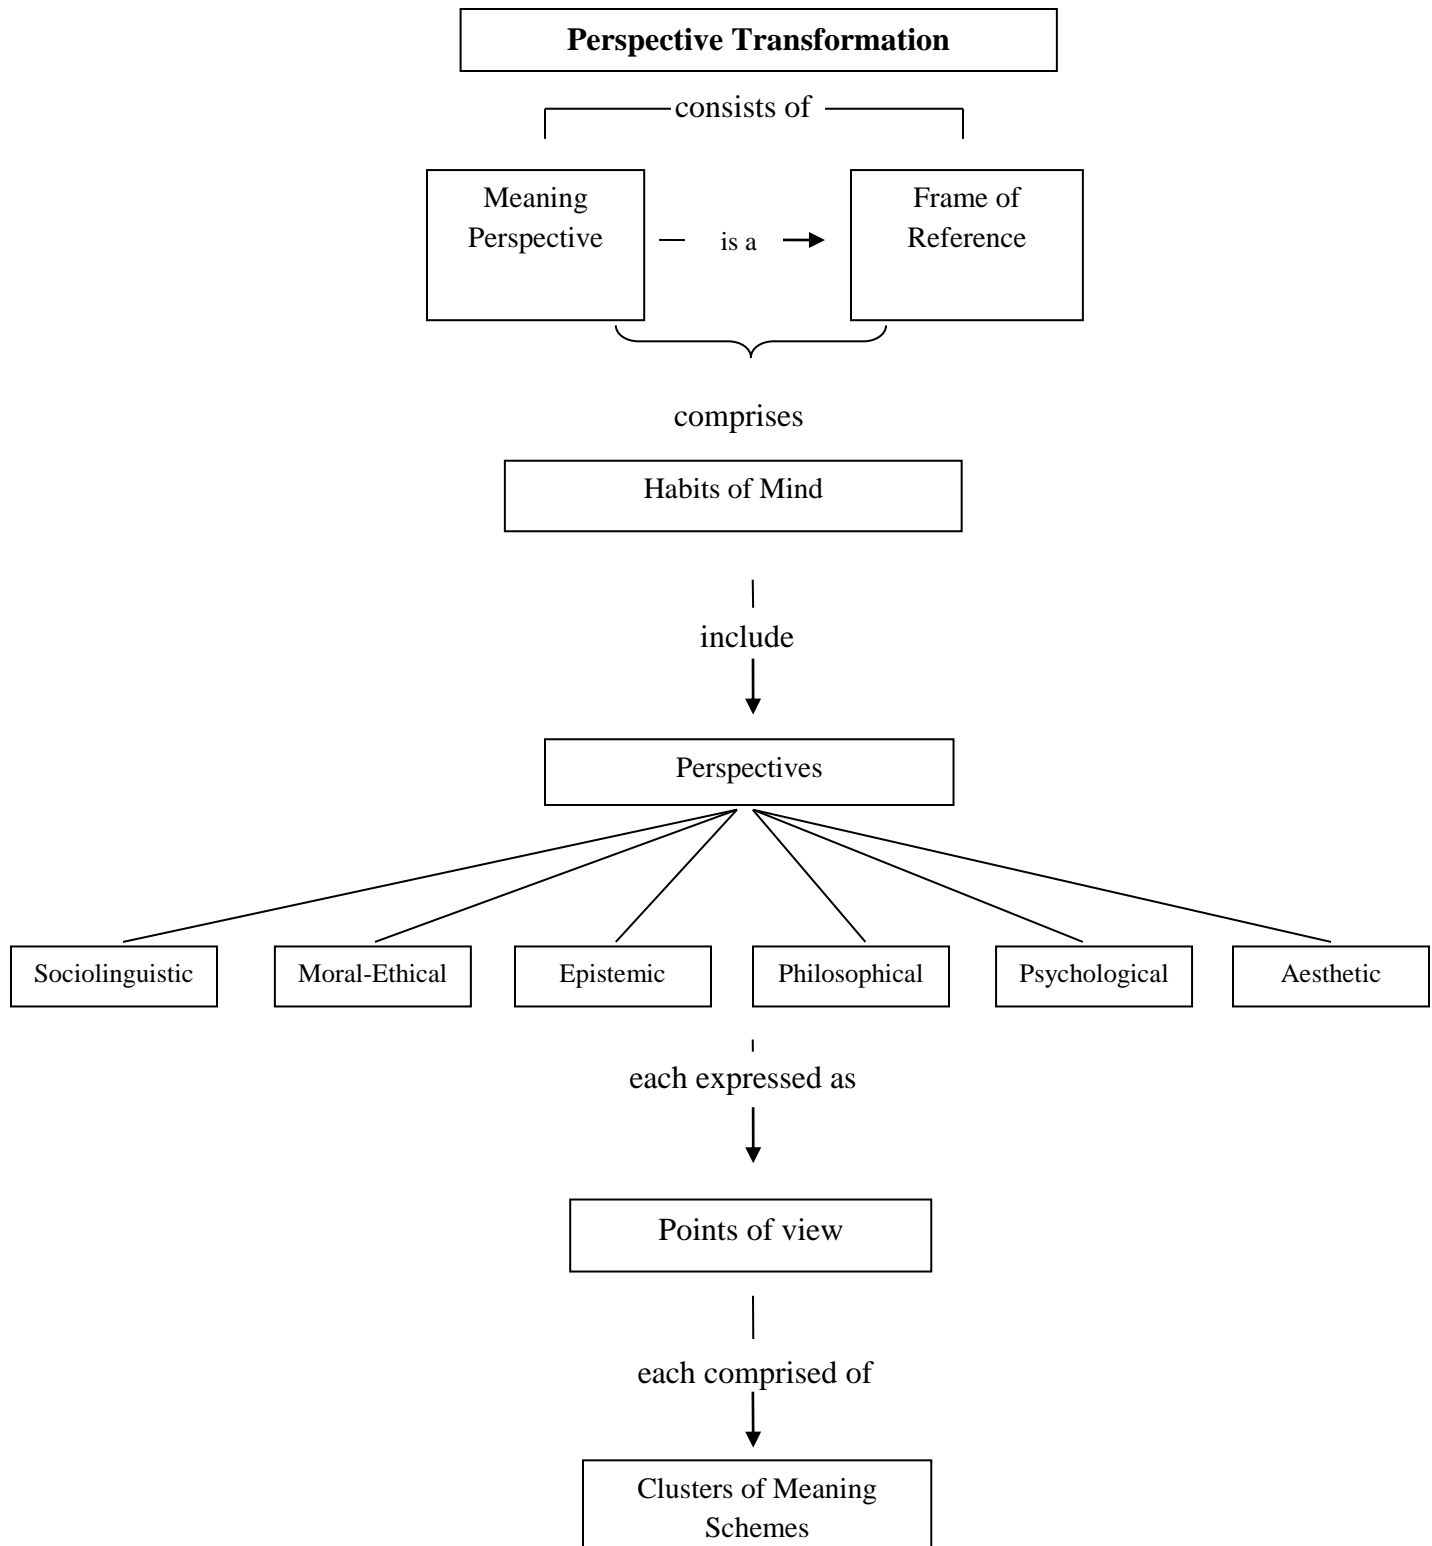 Perspective Transformation
consists of
Meaning
Perspective
is a
Frame of
Reference
comprises
Habits of Mind
include
Perspectives
Sociolinguistic
Moral-Ethical
Epistemic
Philosophical
Psychological
Aesthetic
each expressed as
Points of view
each comprised of
Clusters of Meaning
Schemes